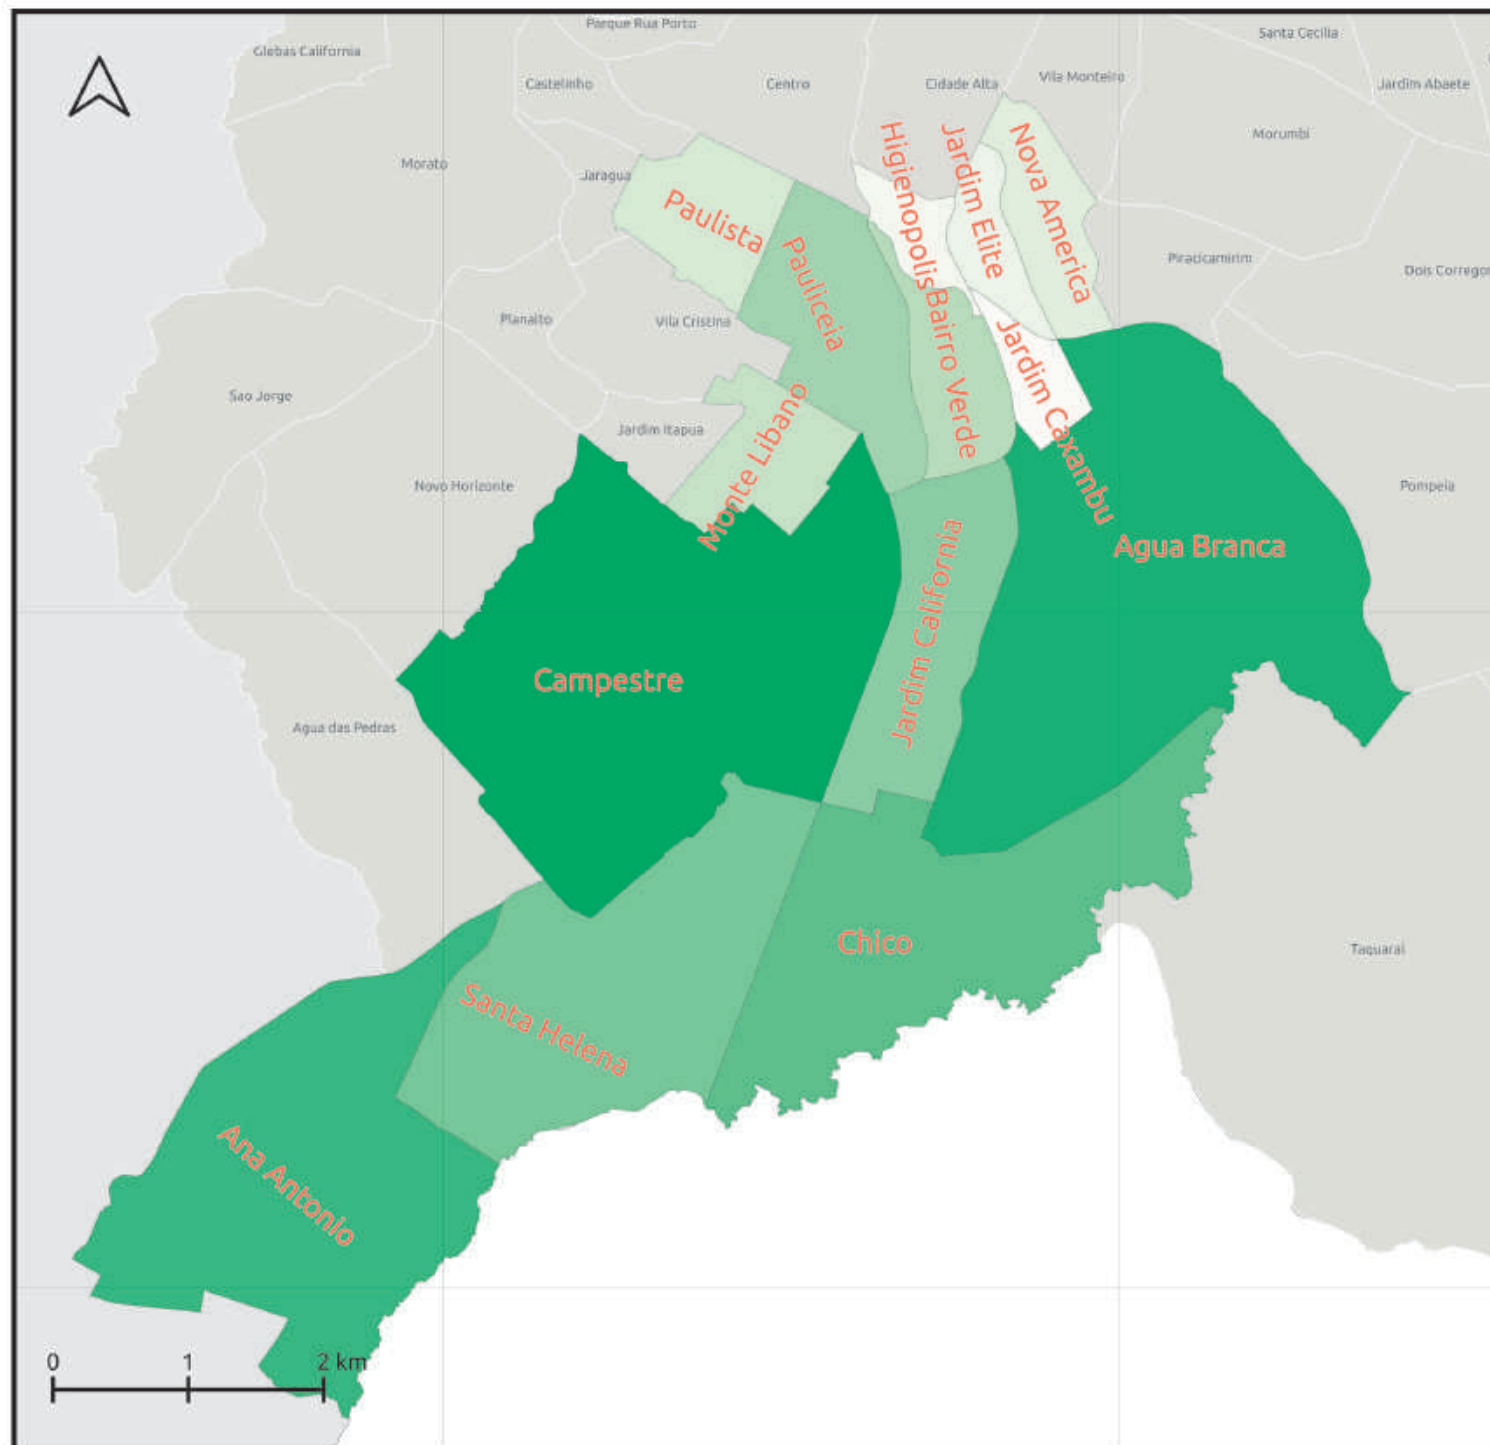 Parque Rua Porto
Santa Cecilia
Glebas California
Castelinho
Centro
Cidade Alta
Vila Monteiro
Jardim Abaete
Morumbi
Morato
Jaragua
Higienopolis
Jardim Elite
Nova America
Paulista
Pauliceia
Piracicamirim
Dois Corregos
Planalto
Vila Cristina
Bairro Verde
Jardim Caxambu
Sao Jorge
Jardim Itapua
Monte Libano
Novo Horizonte
Pompeia
Agua Branca
Jardim California
Campestre
Agua das Pedras
Chico
Taquaral
Santa Helena
Ana Antonio
0 1 2 km